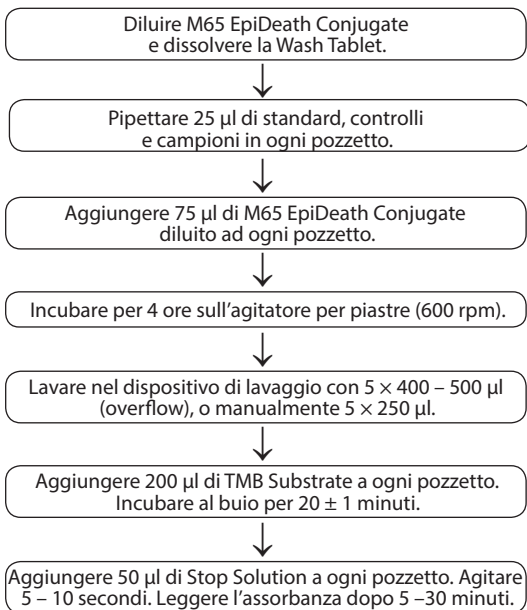 Diluire M65 EpiDeath Conjugate
e dissolvere la Wash Tablet.
Pipettare 25 µl di standard, controlli
e campioni in ogni pozzetto.
Aggiungere 75 µl di M65 EpiDeath Conjugate
diluito ad ogni pozzetto.
Incubare per 4 ore sull'agitatore per piastre (600 rpm).
Lavare nel dispositivo di lavaggio con 5 × 400 – 500 µl
(overflow), o manualmente 5 × 250 µl.
Aggiungere 200 µl di TMB Substrate a ogni pozzetto.
Incubare al buio per 20 ± 1 minuti.
Aggiungere 50 µl di Stop Solution a ogni pozzetto. Agitare
5 – 10 secondi. Leggere l'assorbanza dopo 5 –30 minuti.